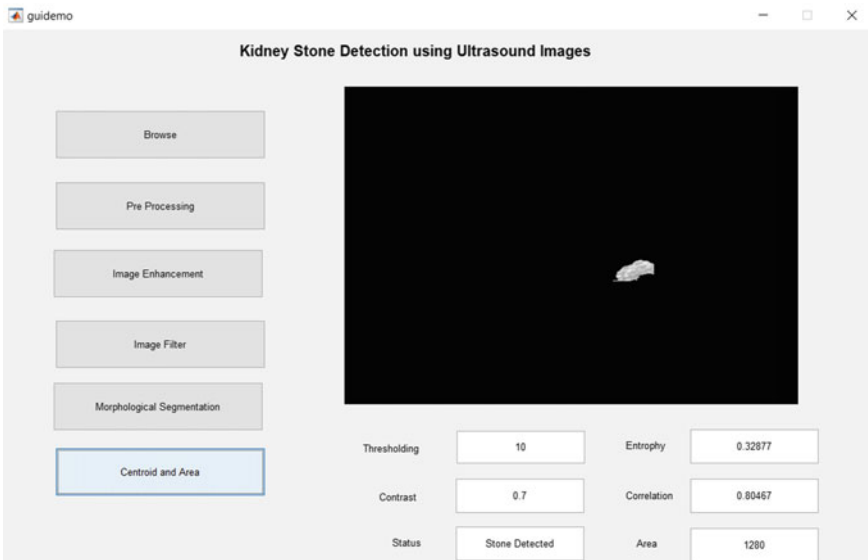 guidemo
Kidney Stone Detection using Ultrasound Images
Browse
Pre Processing
Image Enhancement
Image Filter
Morphological Segmentation
Centroid and Area
Thresholding 10 Entrophy 0.32877
Contrast 0.7 Correlation 0.80467
Status Stone Detected Area 1280